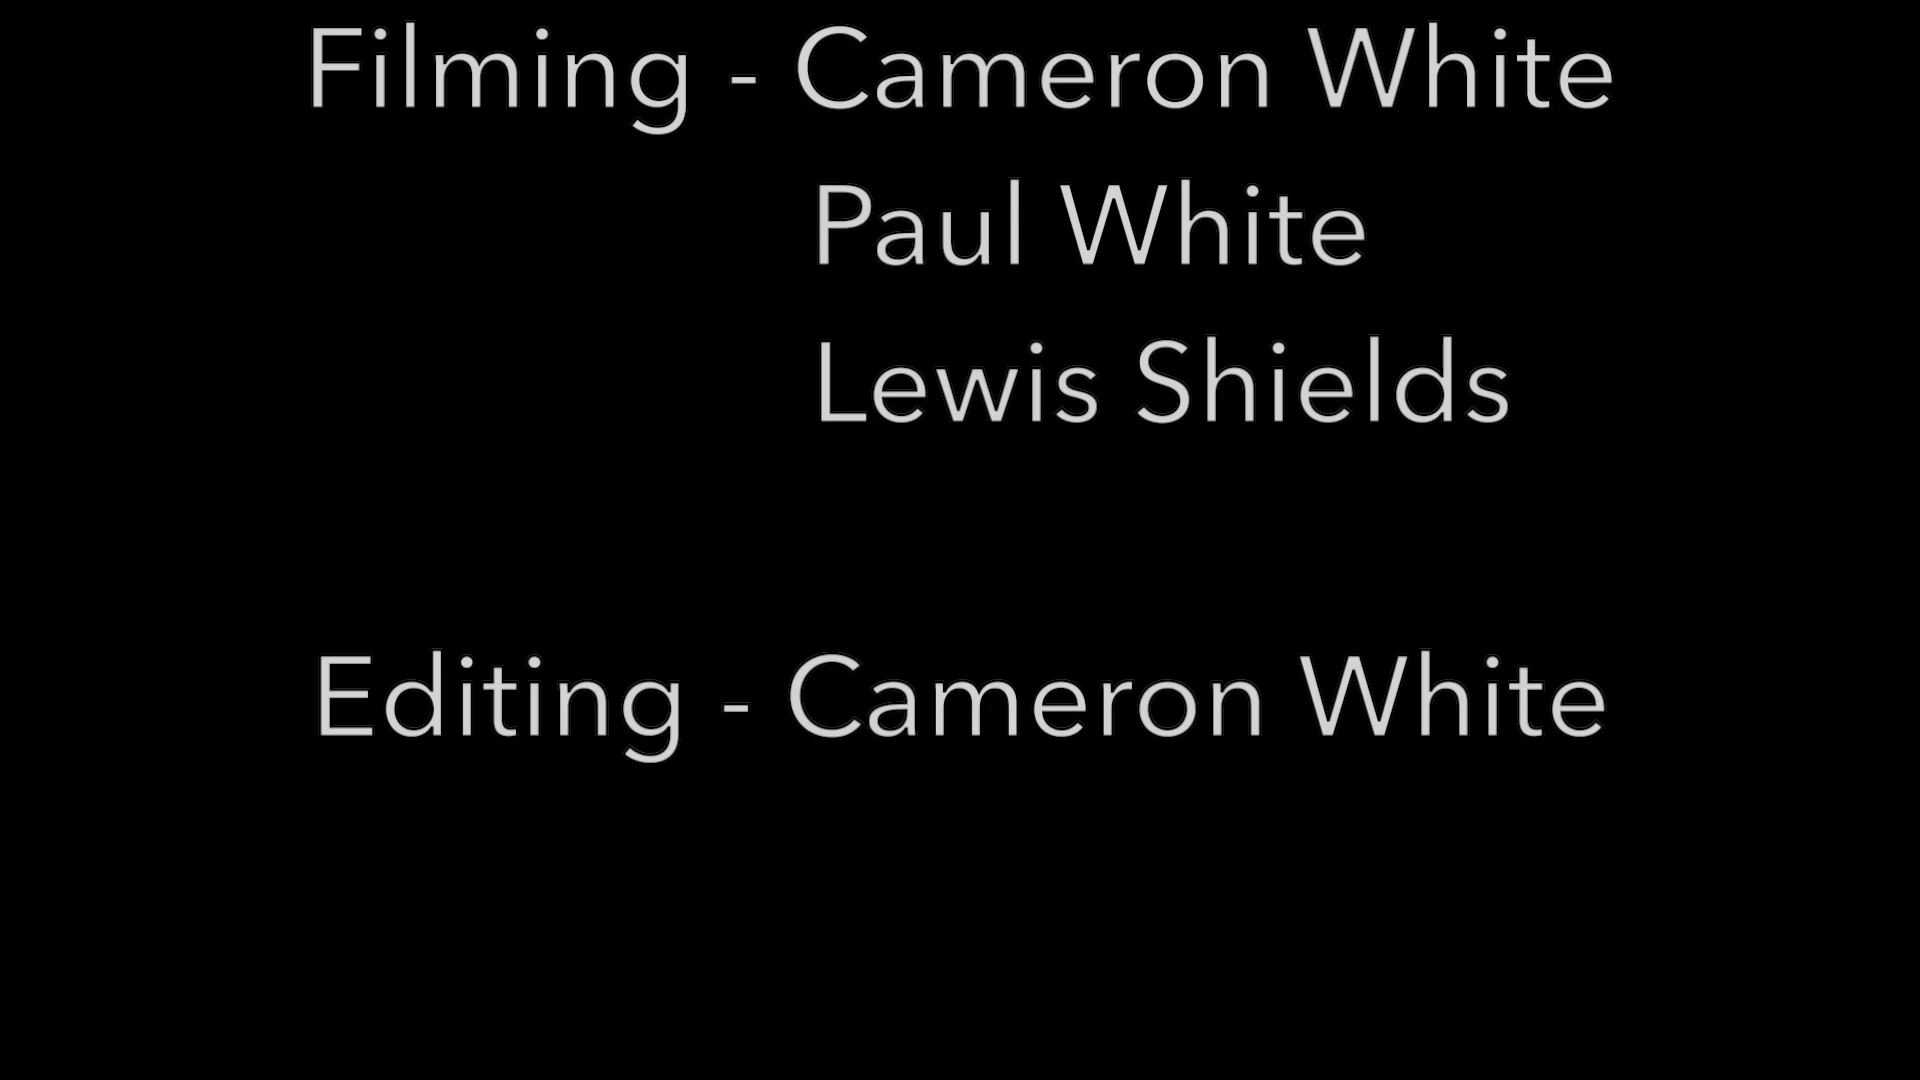 Filming - Cameron White
Paul White
Lewis Shields
Editing - Cameron White